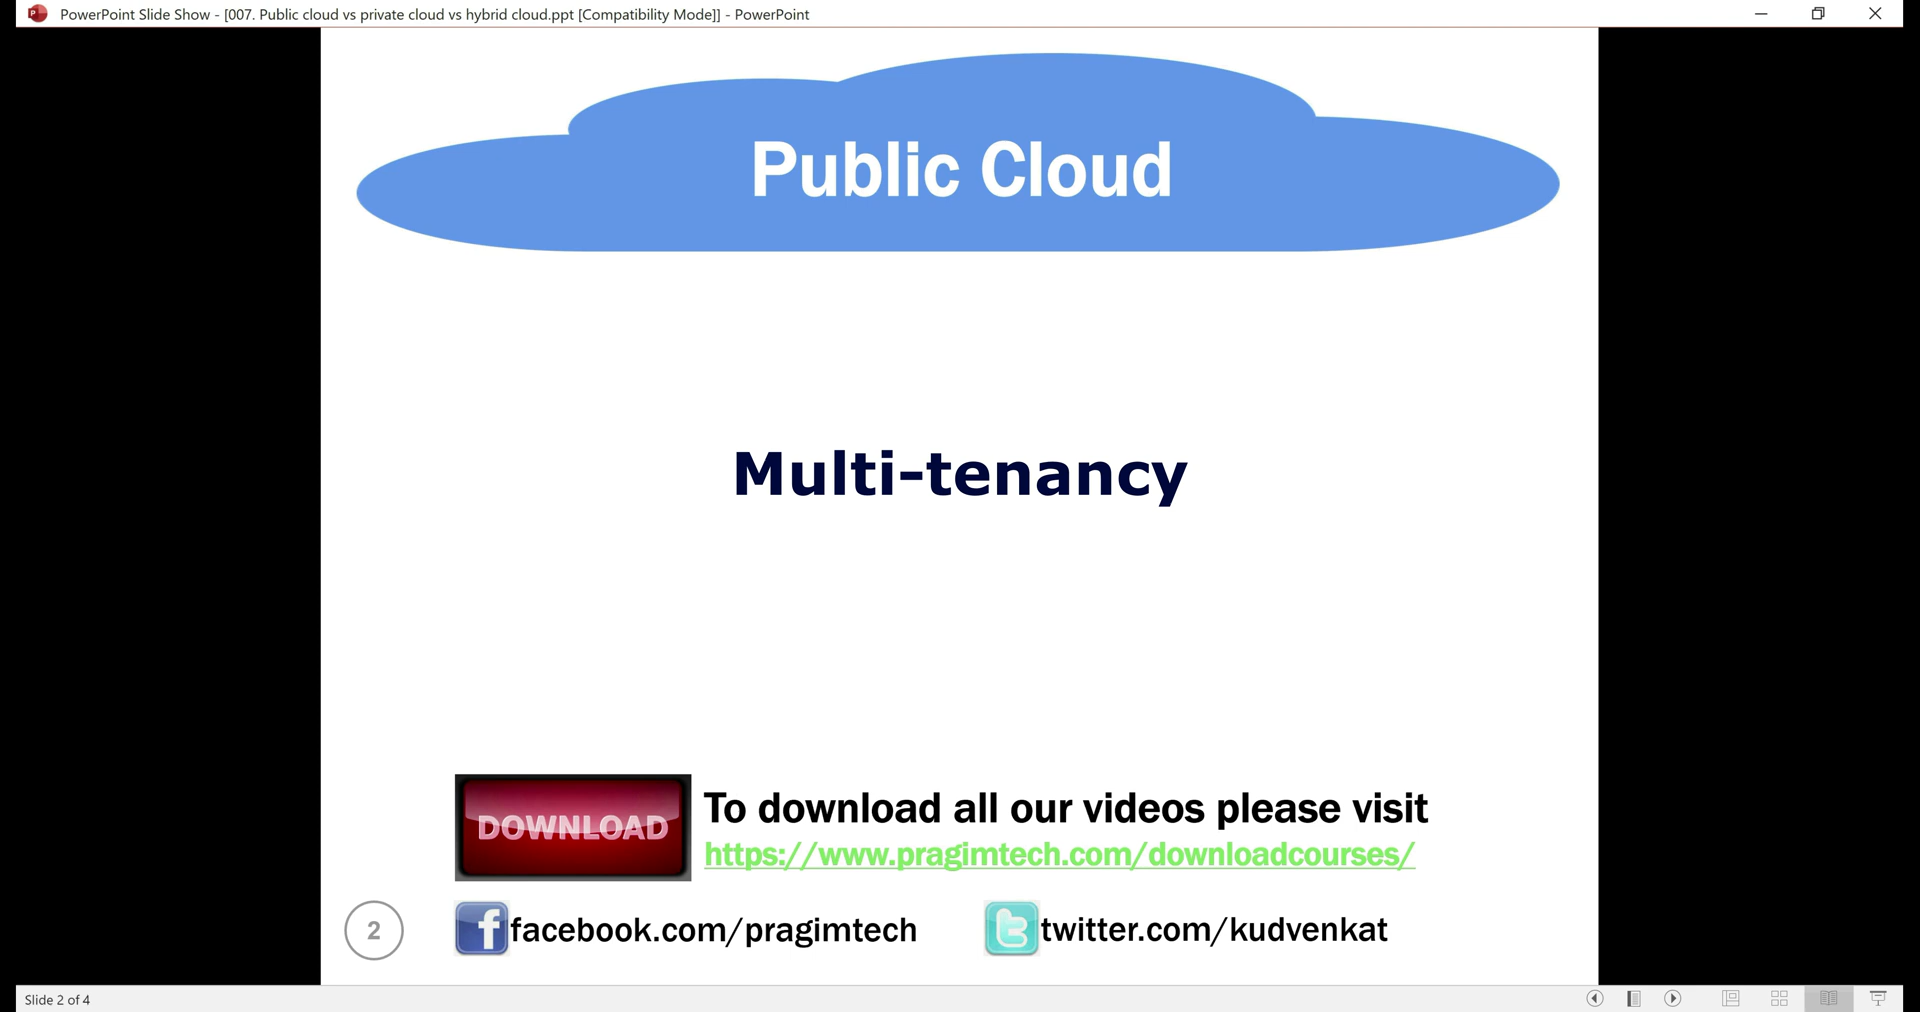 PowerPoint Slide Show - [007. Public cloud vs private cloud vs hybrid cloud.ppt [Compatibility Mode]] - PowerPoint
Public Cloud
Multi-tenancy
DOWNLOAD
To download all our videos please visit
https://www.pragimtech.com/downloadcourses/
2
facebook.com/pragimtech
twitter.com/kudvenkat
Slide 2 of 4